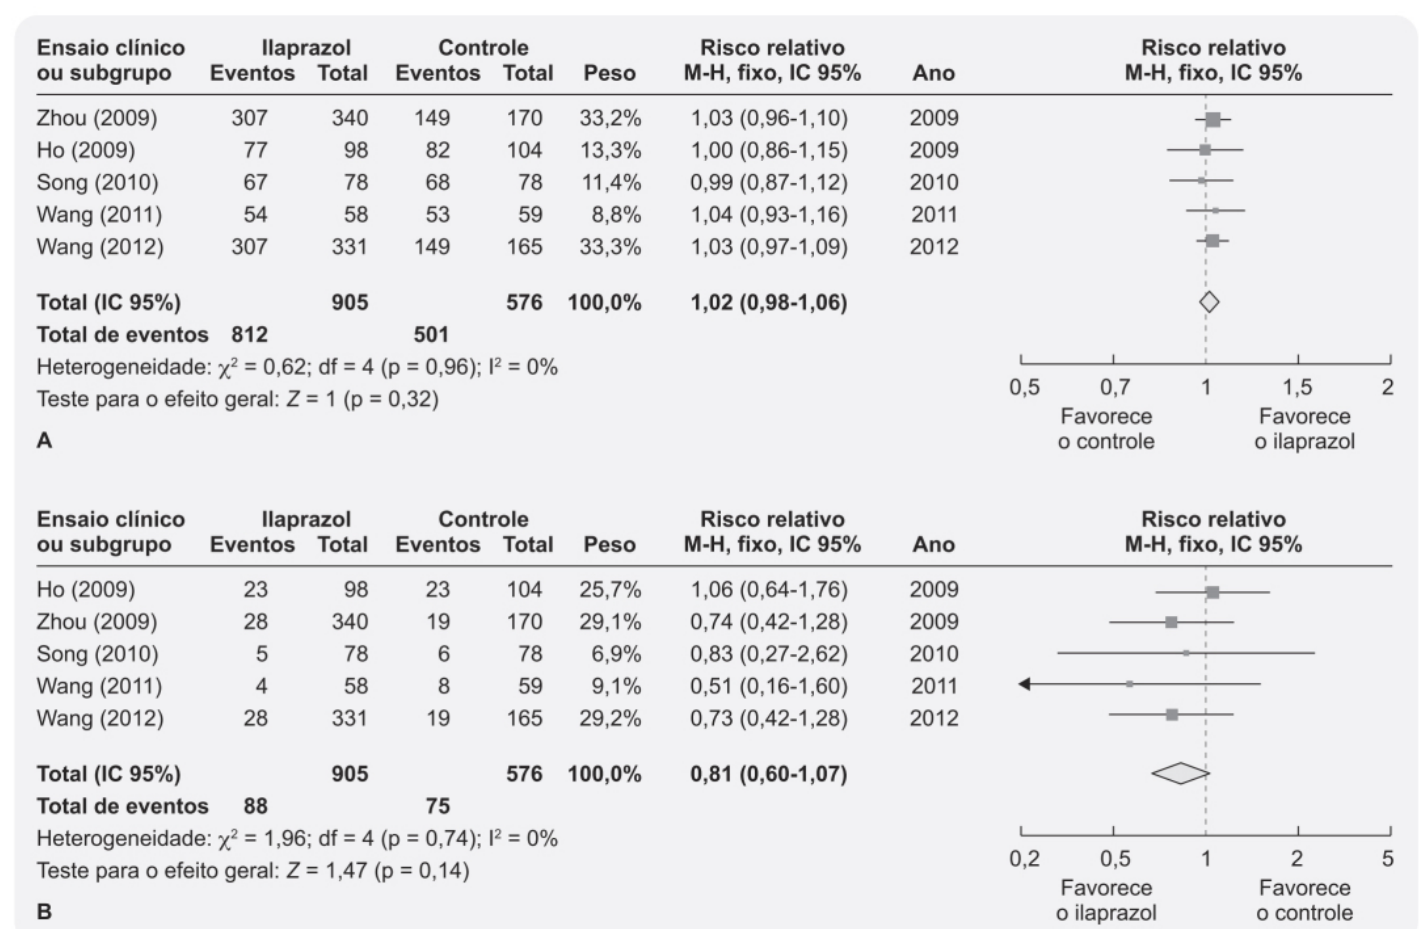 Ensaio clínico Ilaprazol Controle Risco relativo Risco relativo
ou subgrupo Eventos Total Eventos Total Peso M-H, fixo, IC 95% Ano M-H, fixo, IC 95%
Zhou (2009) 307 340 149 170 33,2% 1,03 (0,96-1,10) 2009
Ho (2009) 77 98 82 104 13,3% 1,00 (0,86-1,15) 2009
Song (2010) 67 78 68 78 11,4% 0,99 (0,87-1,12) 2010
Wang (2011) 54 58 53 59 8,8% 1,04 (0,93-1,16) 2011
Wang (2012) 307 331 149 165 33,3% 1,03 (0,97-1,09) 2012
Total (IC 95%) 905 576 100,0% 1,02 (0,98-1,06)
Total de eventos 812 501
Heterogeneidade: χ² = 0,62; df = 4 (p = 0,96); I² = 0%
Teste para o efeito geral: Z = 1 (p = 0,32)
0,5 0,7 1 1,5 2
Favorece Favorece
o controle o ilaprazol
A
Ensaio clínico Ilaprazol Controle Risco relativo Risco relativo
ou subgrupo Eventos Total Eventos Total Peso M-H, fixo, IC 95% Ano M-H, fixo, IC 95%
Ho (2009) 23 98 23 104 25,7% 1,06 (0,64-1,76) 2009
Zhou (2009) 28 340 19 170 29,1% 0,74 (0,42-1,28) 2009
Song (2010) 5 78 6 78 6,9% 0,83 (0,27-2,62) 2010
Wang (2011) 4 58 8 59 9,1% 0,51 (0,16-1,60) 2011
Wang (2012) 28 331 19 165 29,2% 0,73 (0,42-1,28) 2012
Total (IC 95%) 905 576 100,0% 0,81 (0,60-1,07)
Total de eventos 88 75
Heterogeneidade: χ² = 1,96; df = 4 (p = 0,74); I² = 0%
Teste para o efeito geral: Z = 1,47 (p = 0,14)
0,2 0,5 1 2 5
Favorece Favorece
o ilaprazol o controle
B